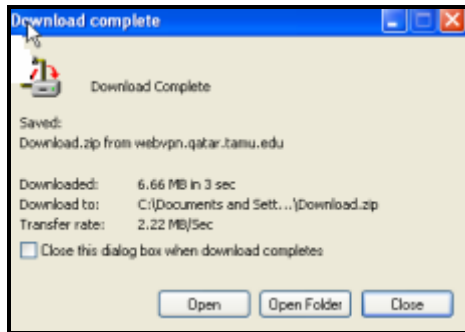 Download complete
Download Complete
Saved:
Download.zip from webvpn.qatar.tamu.edu
Downloaded: 6.66 MB in 3 sec
Download to: C:\Documents and Sett...\Download.zip
Transfer rate: 2.22 MB/Sec
Close this dialog box when download completes
Open Open Folder Close